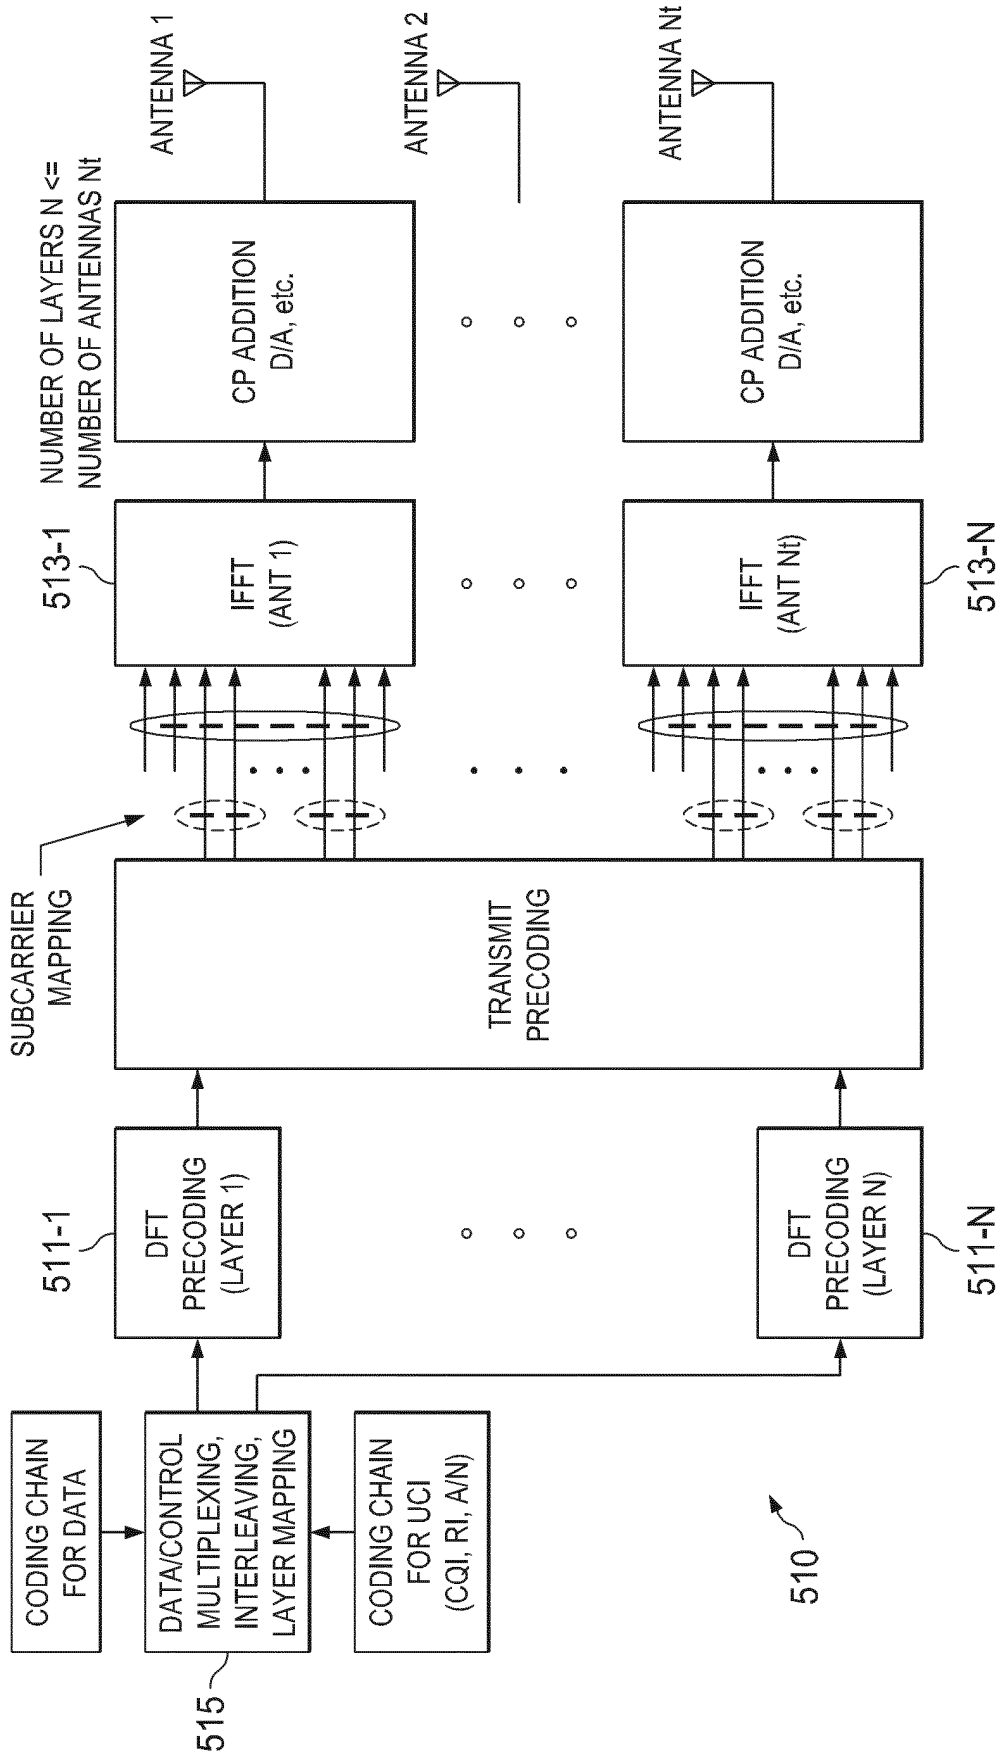 CODING CHAIN
FOR DATA
515
DATA/CONTROL
MULTIPLEXING,
INTERLEAVING,
LAYER MAPPING
CODING CHAIN
FOR UCI
(CQI, RI, A/N)
510
511-1
DFT
PRECODING
(LAYER 1)
DFT
PRECODING
(LAYER N)
511-N
TRANSMIT
PRECODING
SUBCARRIER
MAPPING
513-1
IFFT
(ANT 1)
IFFT
(ANT Nt)
513-N
NUMBER OF LAYERS N <=
NUMBER OF ANTENNAS Nt
CP ADDITION
D/A, etc.
CP ADDITION
D/A, etc.
ANTENNA 1
ANTENNA 2
ANTENNA Nt